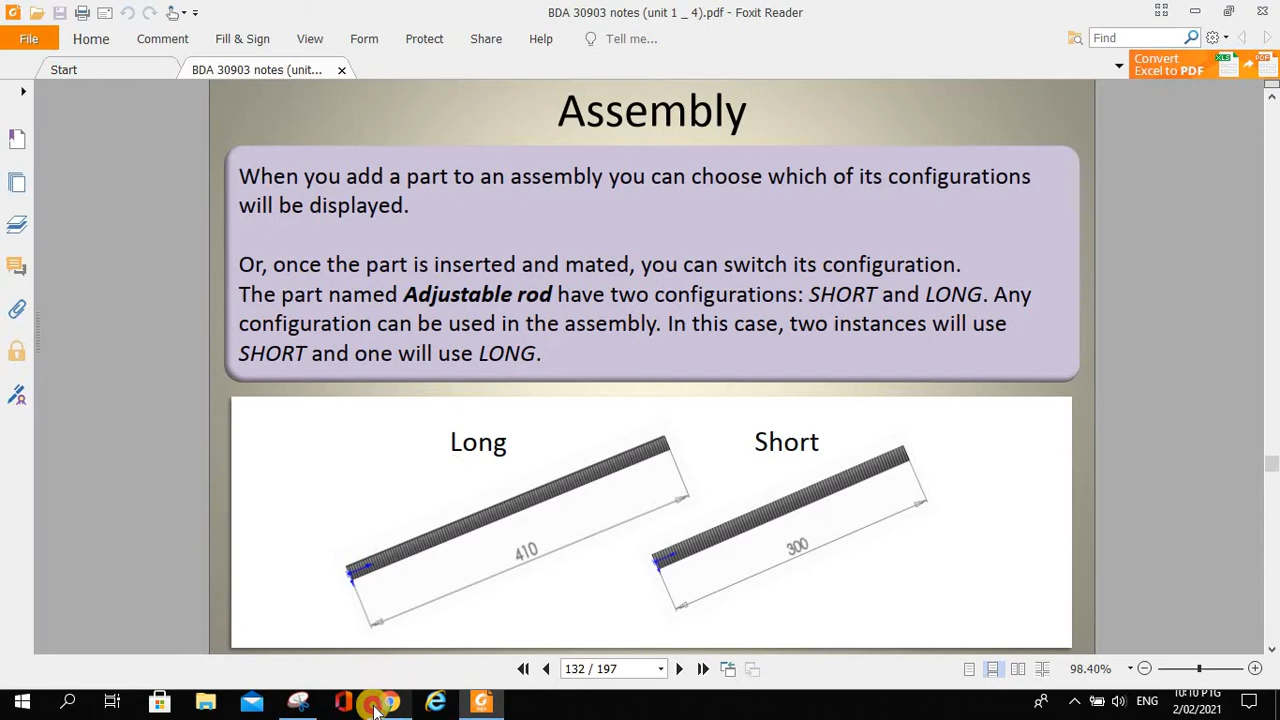 BDA 30903 notes (unit 1 _ 4).pdf - Foxit Reader
File Home Comment Fill & Sign View Form Protect Share Help Tell me... Find
Start BDA 30903 notes (unit... Convert Excel to PDF
Assembly
When you add a part to an assembly you can choose which of its configurations
will be displayed.
Or, once the part is inserted and mated, you can switch its configuration.
The part named Adjustable rod have two configurations: SHORT and LONG. Any
configuration can be used in the assembly. In this case, two instances will use
SHORT and one will use LONG.
Long Short
410 300
132 / 197 98.40%
ENG
10:10 PTG
2/02/2021